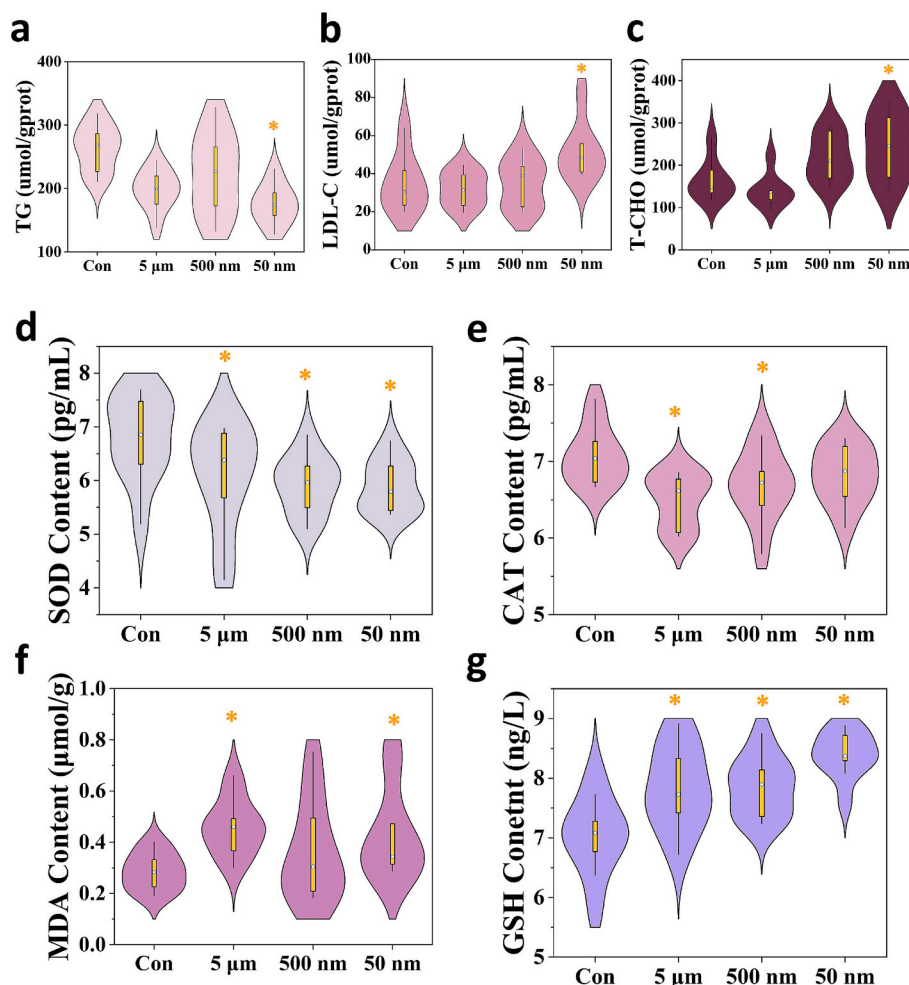 a
TG (umol/gprot)
400
300
200
100
*
Con 5 μm 500 nm 50 nm
b
LDL-C (umol/gprot)
100
80
60
40
20
0
*
Con 5 μm 500 nm 50 nm
c
T-CHO (umol/gprot)
400
300
200
100
0
*
Con 5 μm 500 nm 50 nm
d
SOD Content (pg/mL)
8
7
6
5
4
* * *
Con 5 μm 500 nm 50 nm
e
CAT Content (pg/mL)
8
7
6
5
* *
Con 5 μm 500 nm 50 nm
f
MDA Content (μmol/g)
1.0
0.8
0.6
0.4
0.2
0.0
* *
Con 5 μm 500 nm 50 nm
g
GSH Conetnt (ng/L)
9
8
7
6
5
* * *
Con 5 μm 500 nm 50 nm